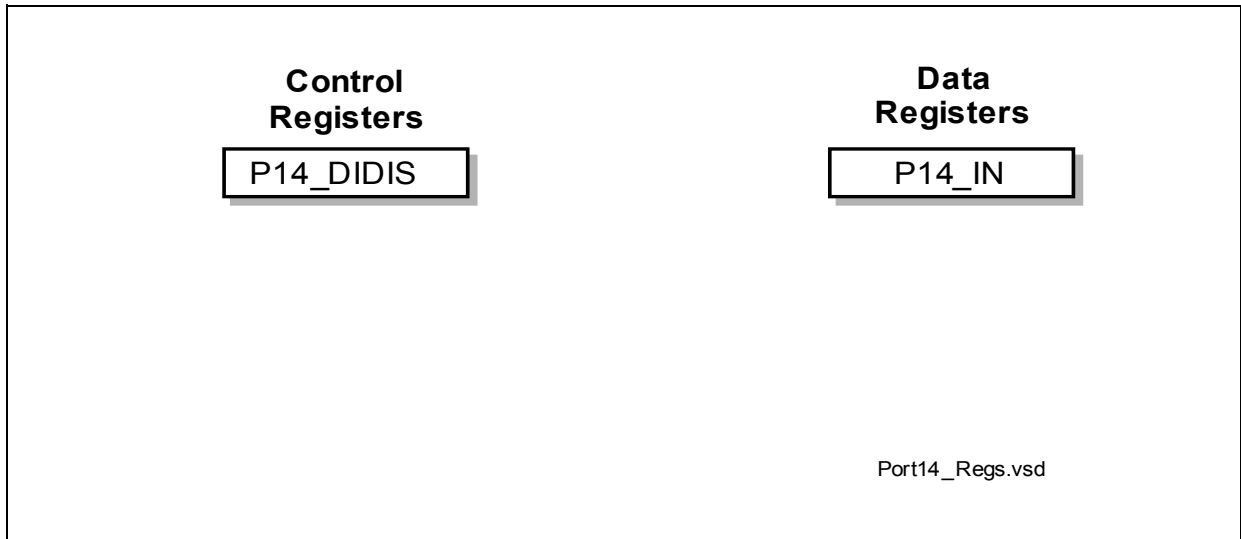 Control
Registers
P14_DIDIS
Data
Registers
P14_IN
Port14_Regs.vsd